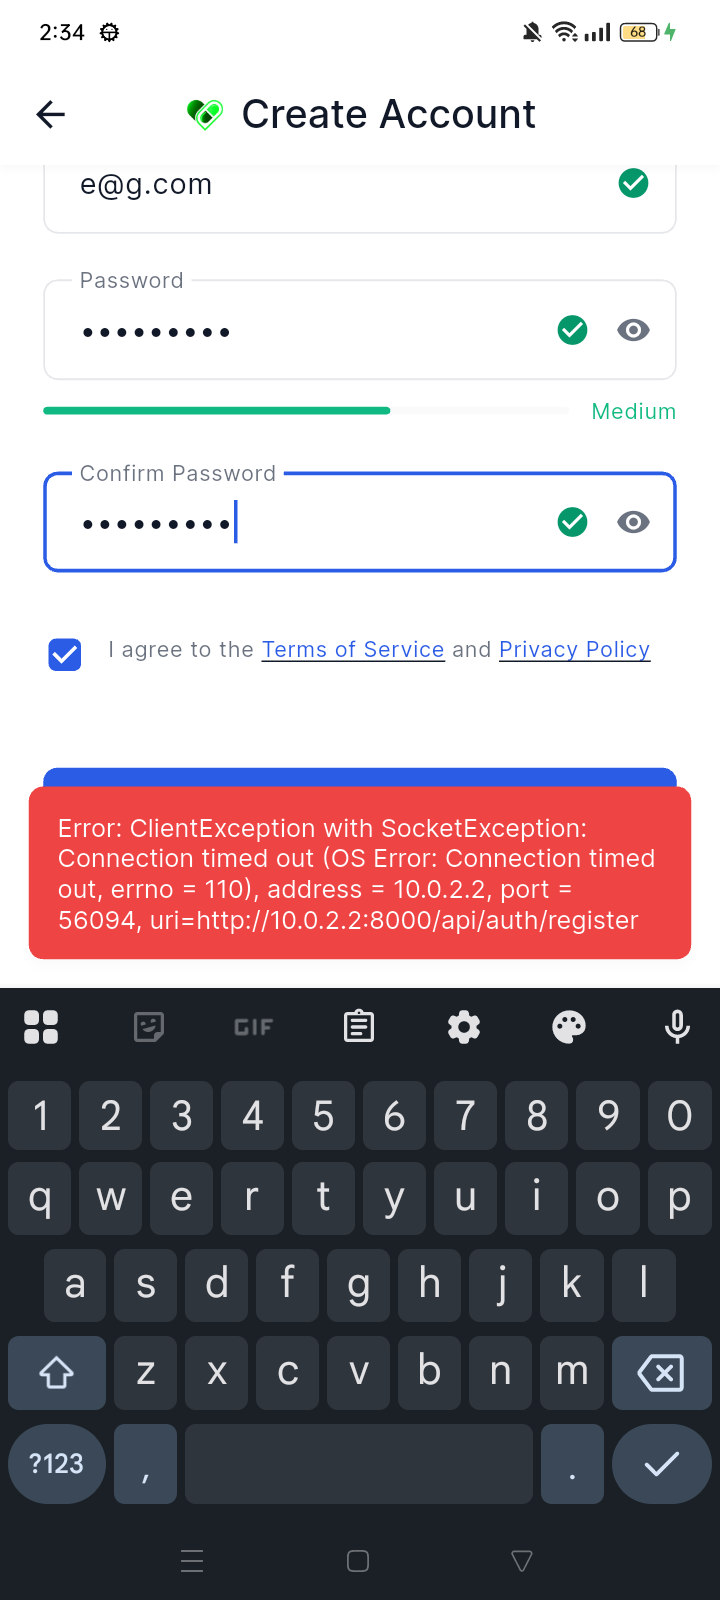 2:34
68
Create Account
e@g.com
Password
•••••••••
Medium
Confirm Password
•••••••••
I agree to the Terms of Service and Privacy Policy
Error: ClientException with SocketException:
Connection timed out (OS Error: Connection timed
out, errno = 110), address = 10.0.2.2, port =
56094, uri=http://10.0.2.2:8000/api/auth/register
GIF
1 2 3 4 5 6 7 8 9 0
q w e r t y u i o p
a s d f g h j k l
z x c v b n m
?123 , .